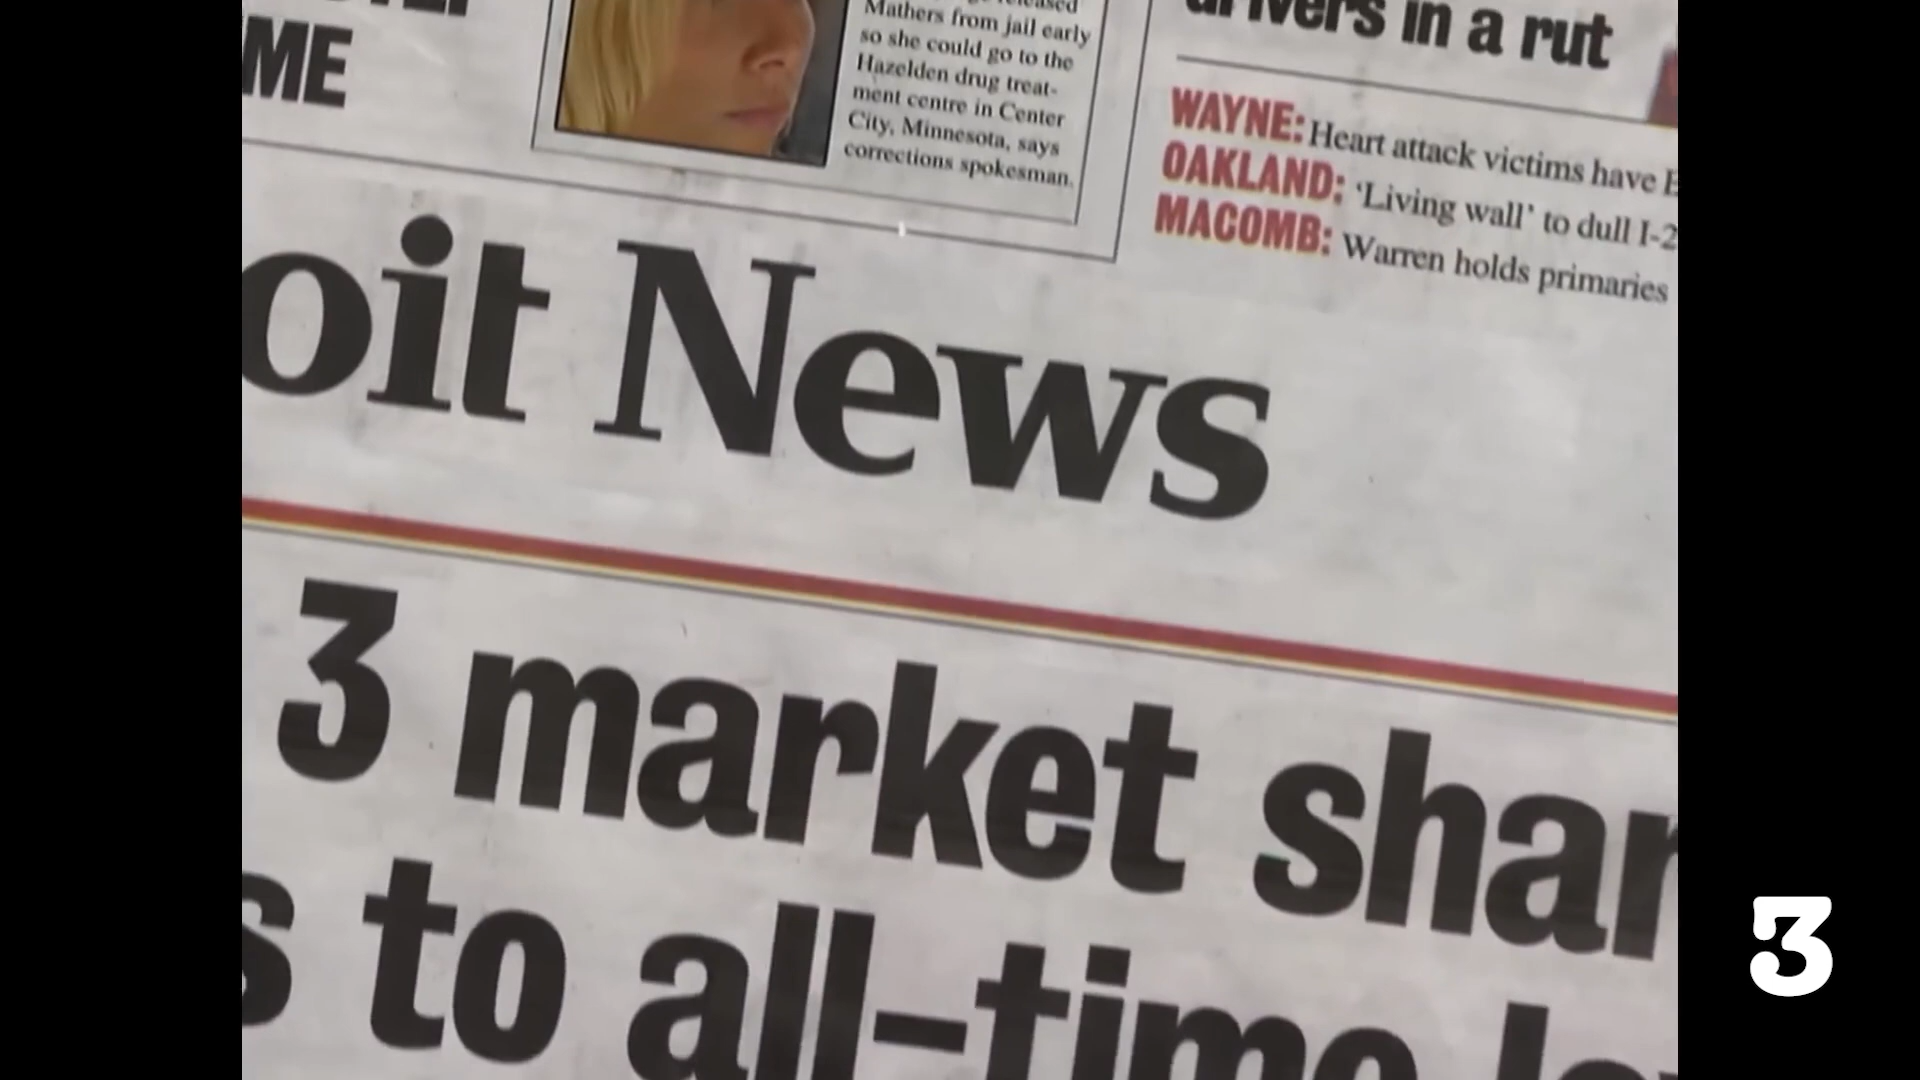 ME
Mathers from jail early
so she could go to the
Hazelden drug treat-
ment centre in Center
City, Minnesota, says
corrections spokesman.
drivers in a rut
WAYNE: Heart attack victims have
OAKLAND: ‘Living wall’ to dull I-2
MACOMB: Warren holds primaries
oit News
3 market shar
s to all-time lo
3